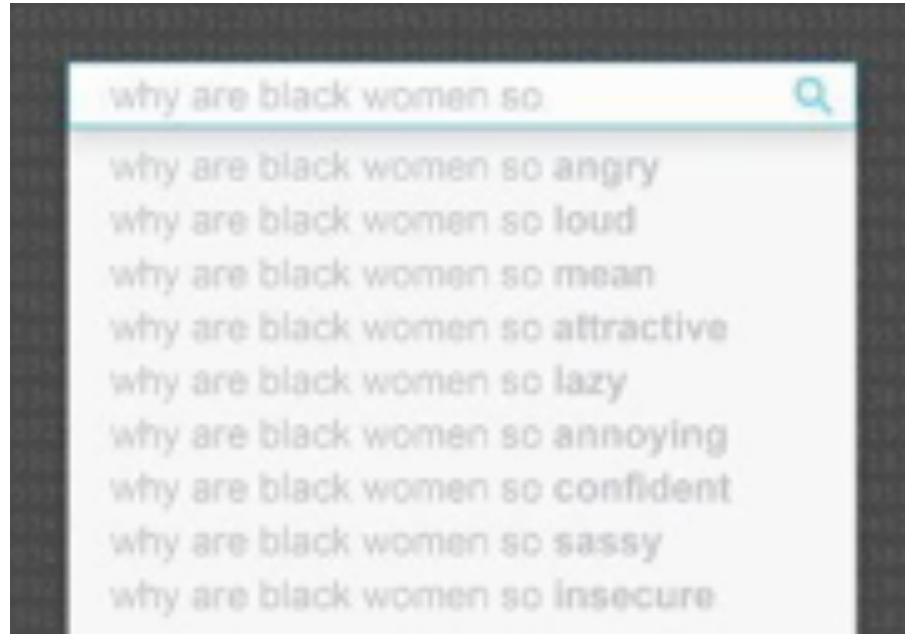 why are black women so
why are black women so angry
why are black women so loud
why are black women so mean
why are black women so attractive
why are black women so lazy
why are black women so annoying
why are black women so confident
why are black women so sassy
why are black women so insecure